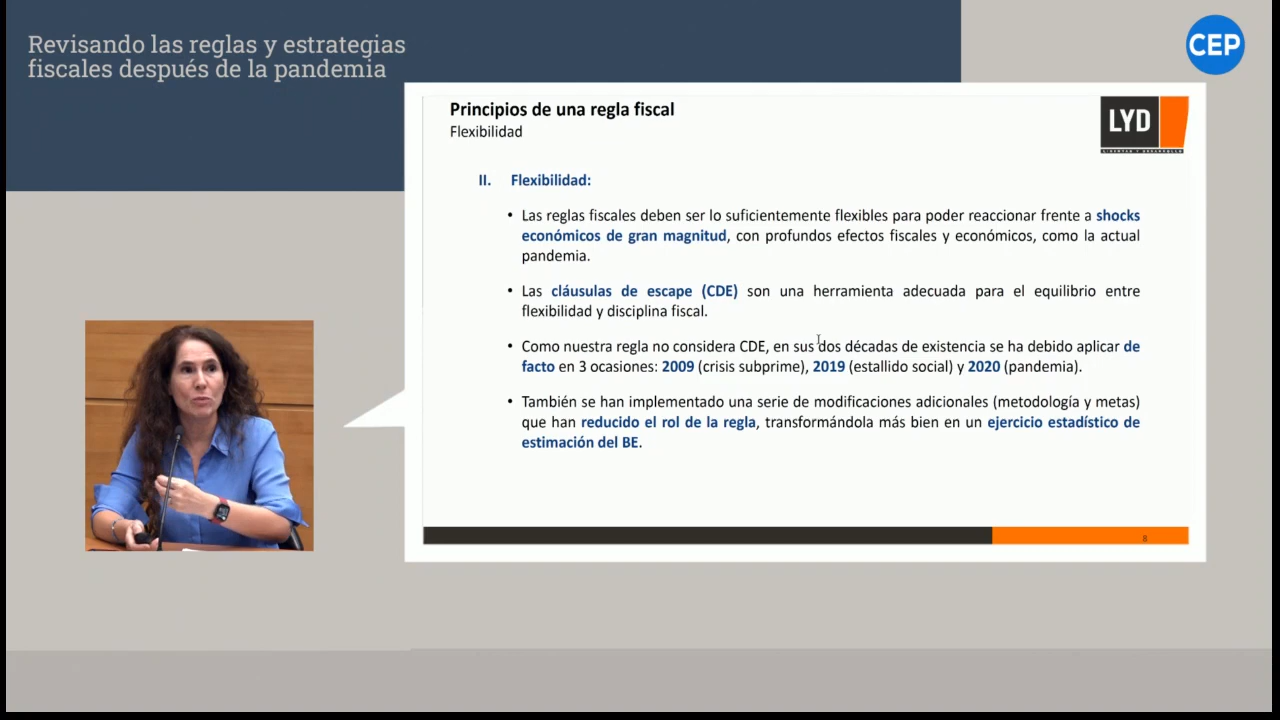 Revisando las reglas y estrategias
fiscales después de la pandemia
CEP
Principios de una regla fiscal
Flexibilidad
LYD
LIBERTAD Y DESARROLLO
II. Flexibilidad:
• Las reglas fiscales deben ser lo suficientemente flexibles para poder reaccionar frente a shocks
económicos de gran magnitud, con profundos efectos fiscales y económicos, como la actual
pandemia.
• Las cláusulas de escape (CDE) son una herramienta adecuada para el equilibrio entre
flexibilidad y disciplina fiscal.
• Como nuestra regla no considera CDE, en sus dos décadas de existencia se ha debido aplicar de
facto en 3 ocasiones: 2009 (crisis subprime), 2019 (estallido social) y 2020 (pandemia).
• También se han implementado una serie de modificaciones adicionales (metodología y metas)
que han reducido el rol de la regla, transformándola más bien en un ejercicio estadístico de
estimación del BE.
8